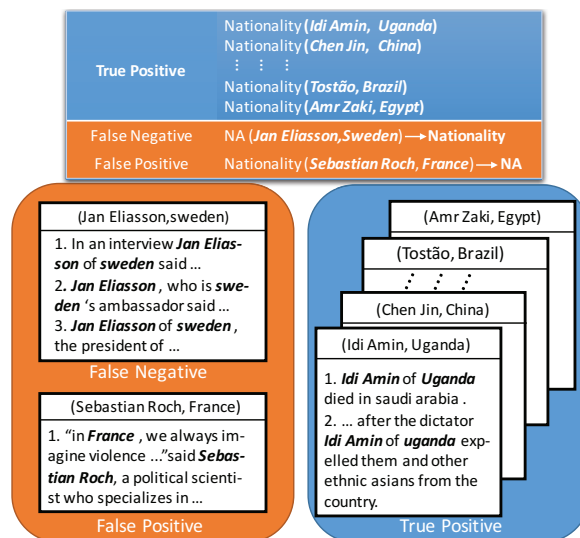 True Positive
Nationality(Idi Amin, Uganda)
Nationality(Chen Jin, China)
⋮ ⋮ ⋮
Nationality(Tostão, Brazil)
Nationality(Amr Zaki, Egypt)
False Negative NA (Jan Eliasson,Sweden)→Nationality
False Positive Nationality(Sebastian Roch, France)→NA
(Jan Eliasson,sweden)
1. In an interview Jan Elias-
son of sweden said …
2. Jan Eliasson , who is swe-
den 's ambassador said …
3. Jan Eliasson of sweden ,
the president of …
False Negative
(Sebastian Roch, France)
1. "in France , we always im-
agine violence …"said Sebas-
tian Roch, a political scienti-
st who specializes in …
False Positive
(Amr Zaki, Egypt)
(Tostão, Brazil)
(Chen Jin, China)
(Idi Amin, Uganda)
1. Idi Amin of Uganda
died in saudi arabia .
2. … after the dictator
Idi Amin of uganda exp-
elled them and other
ethnic asians from the
country.
True Positive